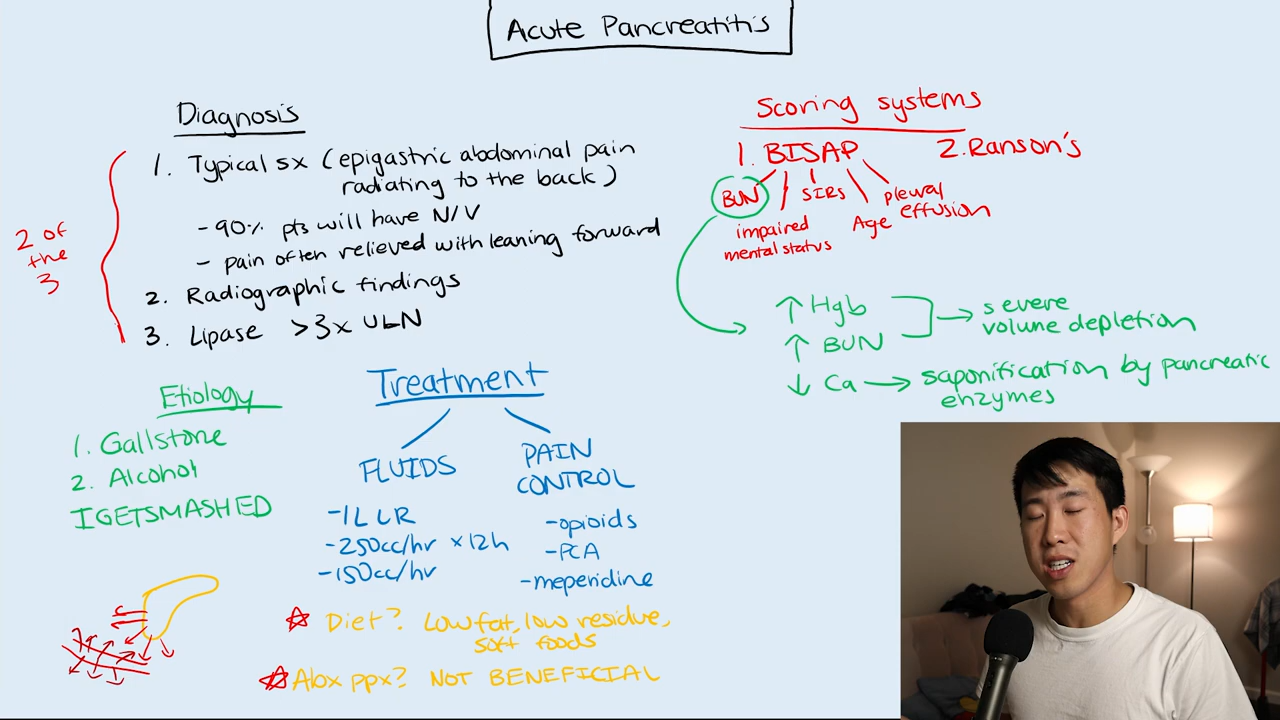 Acute Pancreatitis
Diagnosis
2 of
the
3
1. Typical sx (epigastric abdominal pain
radiating to the back)
- 90% pts will have N/V
- pain often relieved with leaning forward
2. Radiographic findings
3. Lipase >3x ULN
Scoring systems
1. BISAP
2. Ranson's
BUN
impaired
mental status
SIRS
Age
pleural
effusion
↑ Hgb
↑ BUN
→ severe
volume depletion
↓ Ca → saponification by pancreatic
enzymes
Etiology
1. Gallstone
2. Alcohol
IGETSMASHED
Treatment
FLUIDS
-1L LR
-250cc/hr x12h
-150cc/hr
PAIN
CONTROL
-opioids
-PCA
-meperidine
☆ Diet? Low fat, low residue,
soft foods
☆ Abx ppx? NOT BENEFICIAL